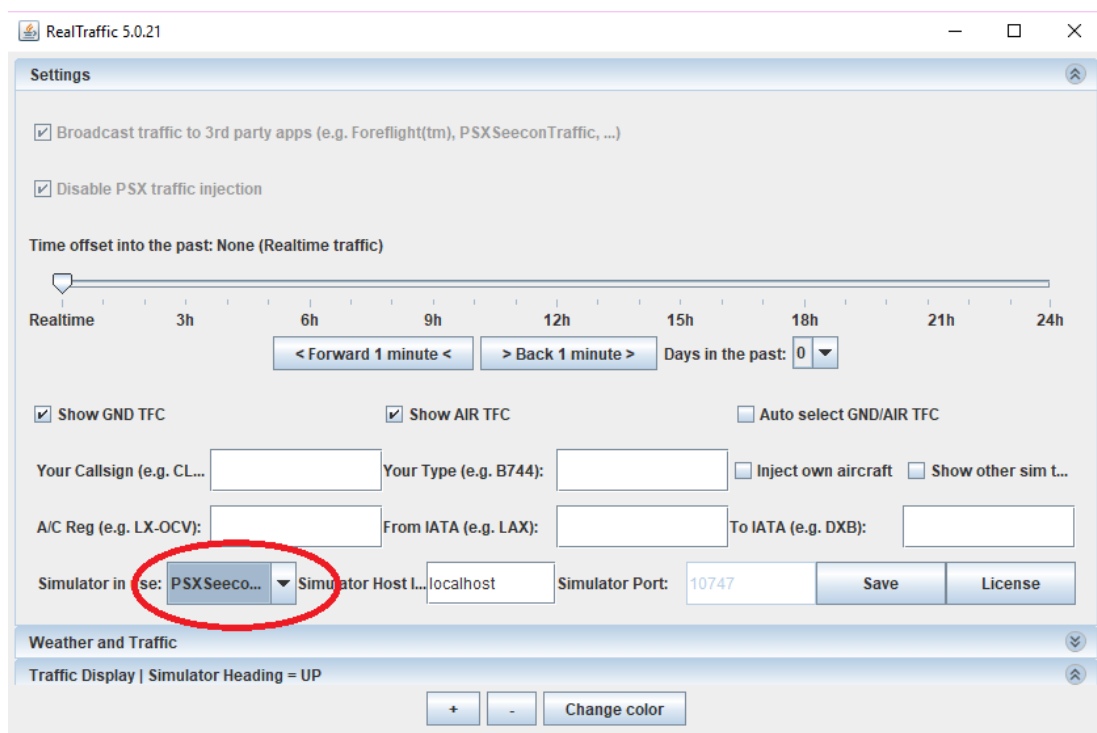 RealTraffic 5.0.21
Settings
Broadcast traffic to 3rd party apps (e.g. Foreflight(tm), PSXSeeconTraffic, ...)
Disable PSX traffic injection
Time offset into the past: None (Realtime traffic)
Realtime 3h 6h 9h 12h 15h 18h 21h 24h
< Forward 1 minute < > Back 1 minute > Days in the past: 0
Show GND TFC Show AIR TFC Auto select GND/AIR TFC
Your Callsign (e.g. CL... Your Type (e.g. B744): Inject own aircraft Show other sim t...
A/C Reg (e.g. LX-OCV): From IATA (e.g. LAX): To IATA (e.g. DXB):
Simulator in use: PSXSeeco... Simulator Host I... localhost Simulator Port: 10747 Save License
Weather and Traffic
Traffic Display | Simulator Heading = UP
+ - Change color